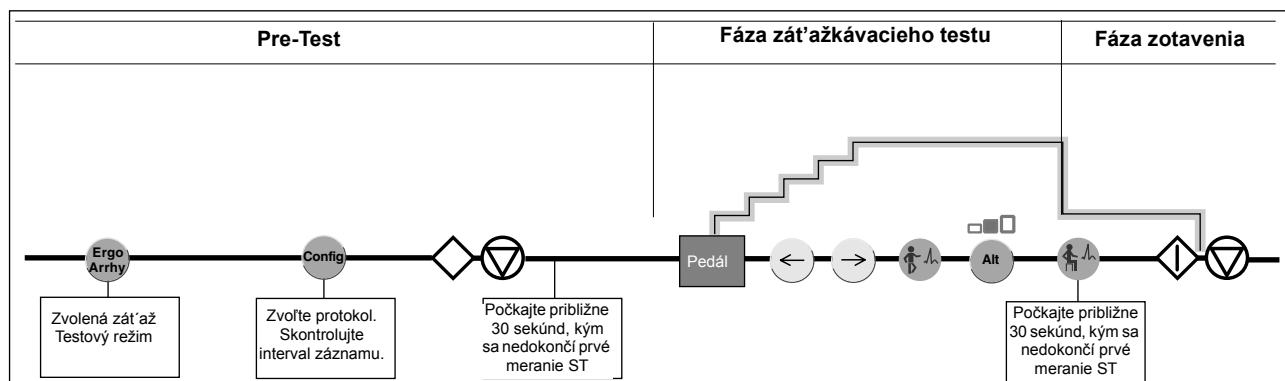 Pre-Test
Fáza zát'ažkávacieho testu
Fáza zotavenia
Ergo
Arrhy
Config
Pedál
Alt
Zvolená zát´až
Testový režim
Zvoľte protokol.
Skontrolujte
interval záznamu.
Počkajte približne
30 sekúnd, kým
sa nedokončí prvé
meranie ST
Počkajte približne
30 sekúnd, kým sa
nedokončí prvé
meranie ST